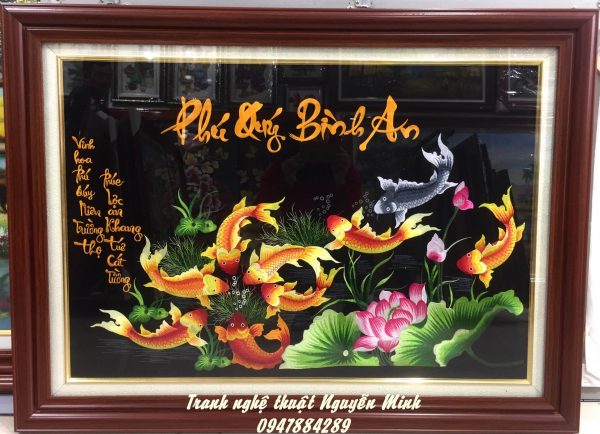 Phú Quý Bình An
Vinh
hoa
Phú
Quý
Niên
Trường
Thọ
Phúc
Lộc
an
Khang
tứ
Cát
Tường
Tranh nghệ thuật Nguyễn Minh
0947884289